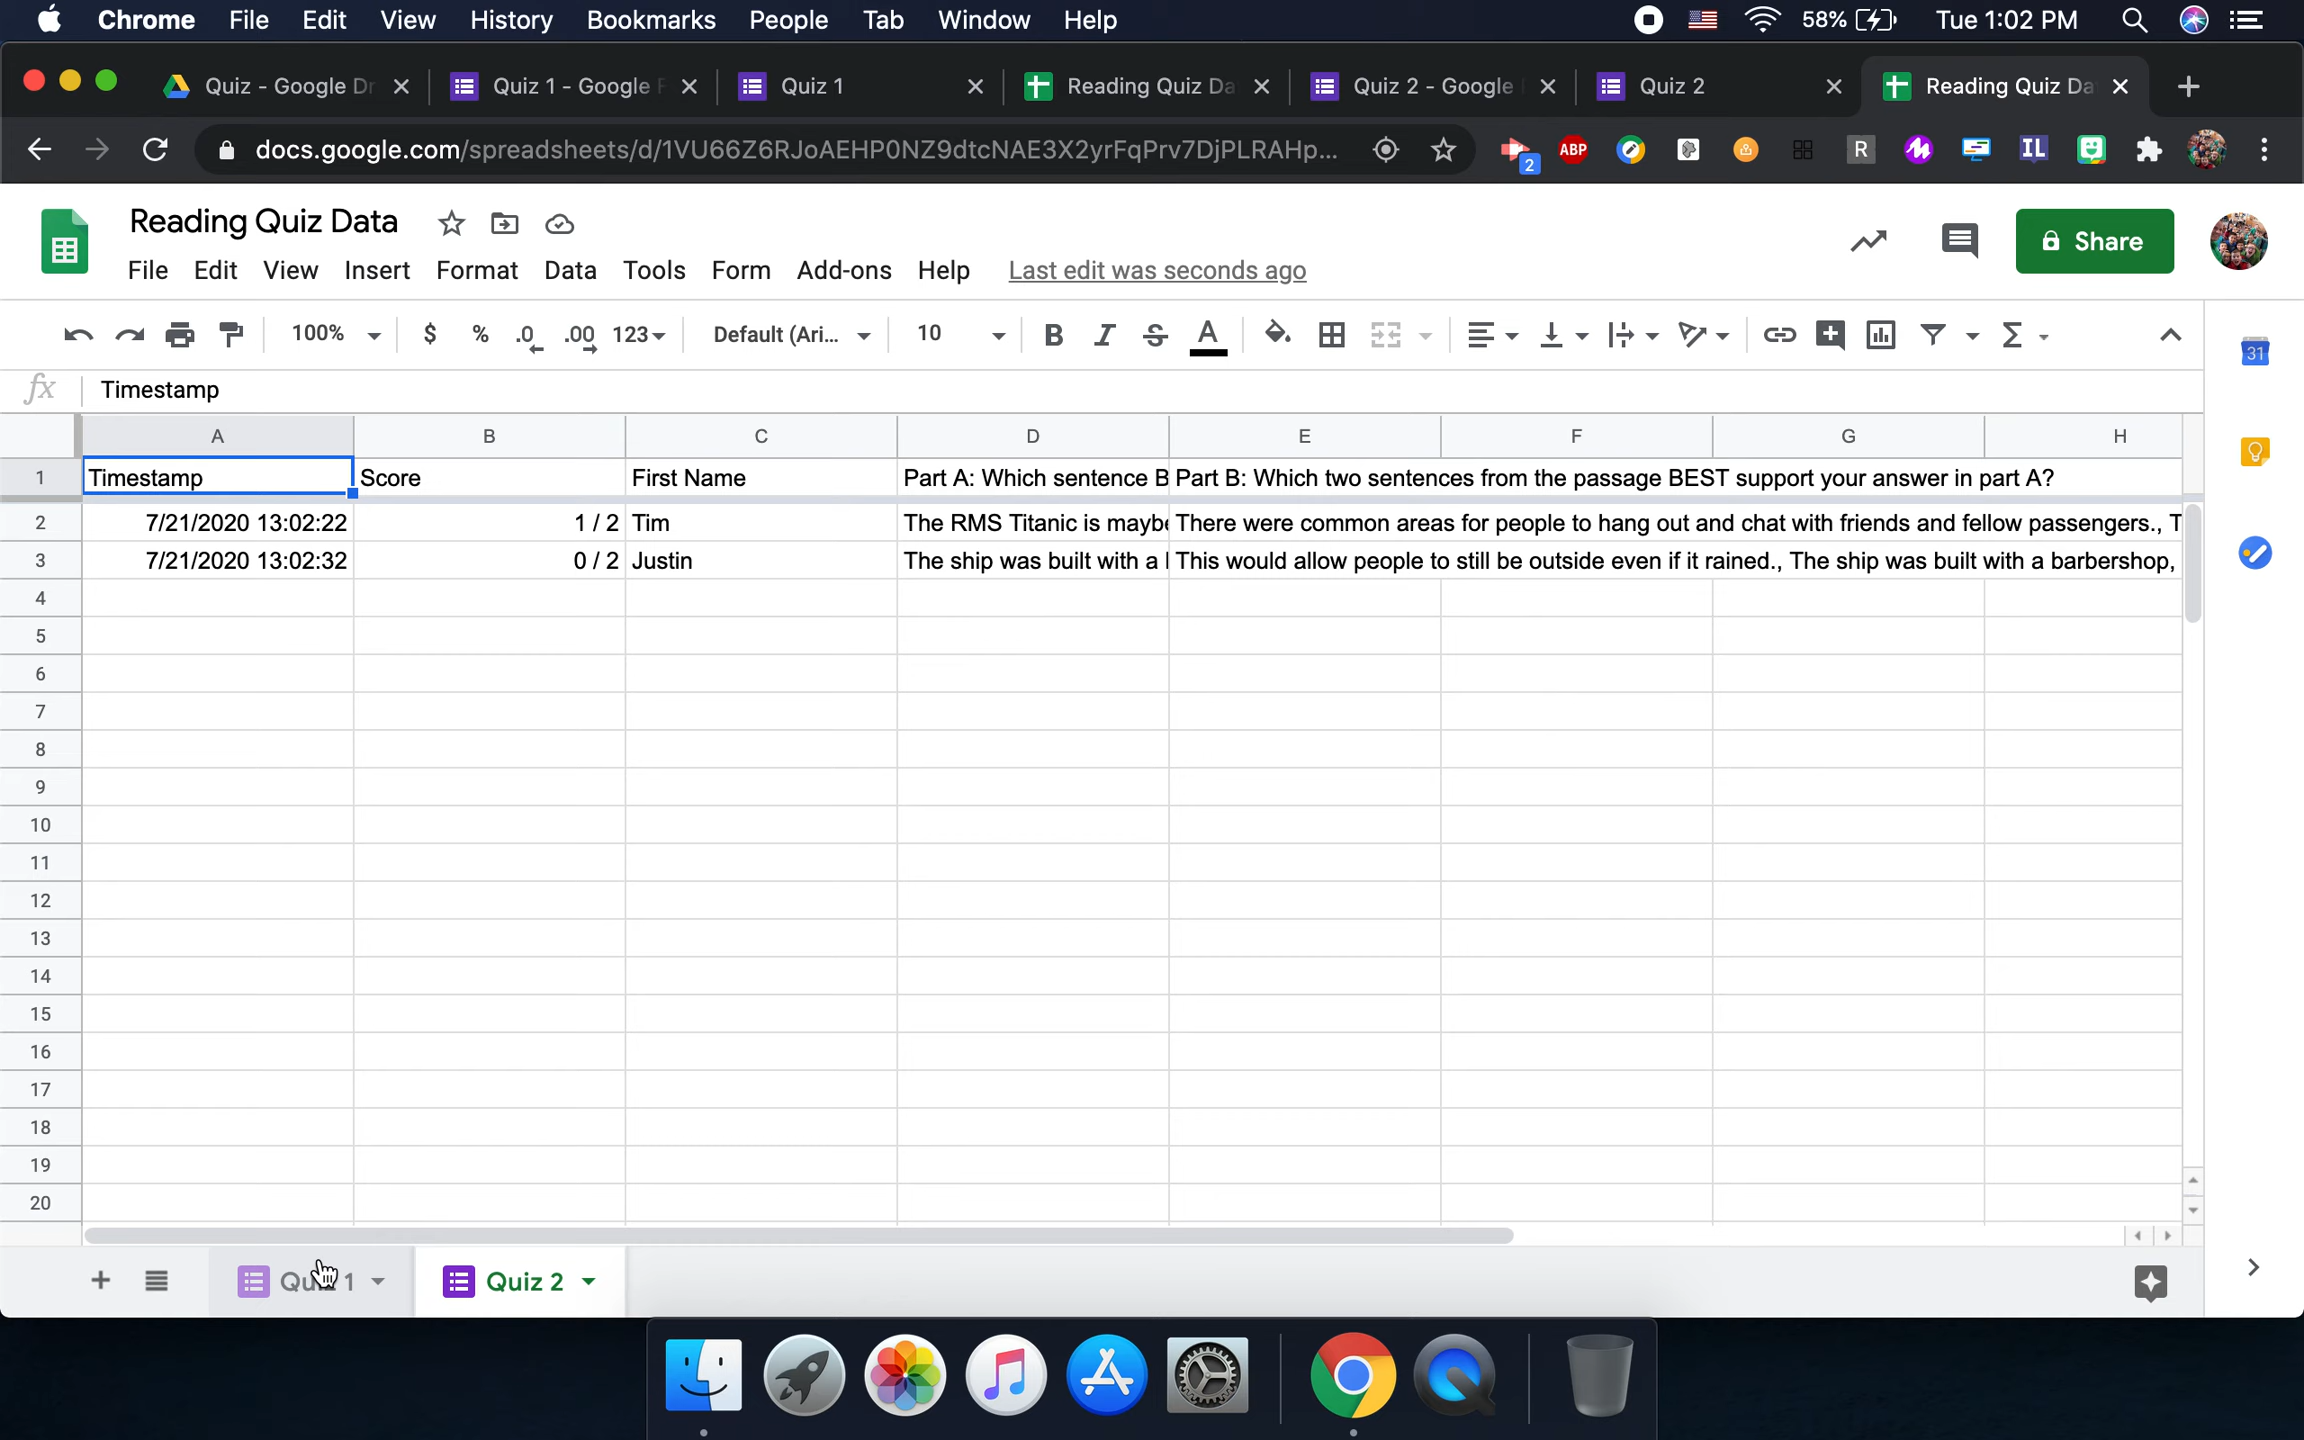 Chrome File Edit View History Bookmarks People Tab Window Help 58% Tue 1:02 PM
Quiz - Google Dr Quiz 1 - Google F Quiz 1 Reading Quiz Da Quiz 2 - Google Quiz 2 Reading Quiz Da
docs.google.com/spreadsheets/d/1VU66Z6RJoAEHP0NZ9dtcNAE3X2yrFqPrv7DjPLRAHp... 2 ABP R IL
Reading Quiz Data
Share
File Edit View Insert Format Data Tools Form Add-ons Help Last edit was seconds ago
100% $ % .0 .00 123 Default (Ari... 10 B I S A
31
fx Timestamp
A B C D E F G H
1 Timestamp Score First Name Part A: Which sentence B Part B: Which two sentences from the passage BEST support your answer in part A?
2 7/21/2020 13:02:22 1 / 2 Tim The RMS Titanic is maybe There were common areas for people to hang out and chat with friends and fellow passengers., T
3 7/21/2020 13:02:32 0 / 2 Justin The ship was built with a This would allow people to still be outside even if it rained., The ship was built with a barbershop,
4
5
6
7
8
9
10
11
12
13
14
15
16
17
18
19
20
Quiz 1 Quiz 2